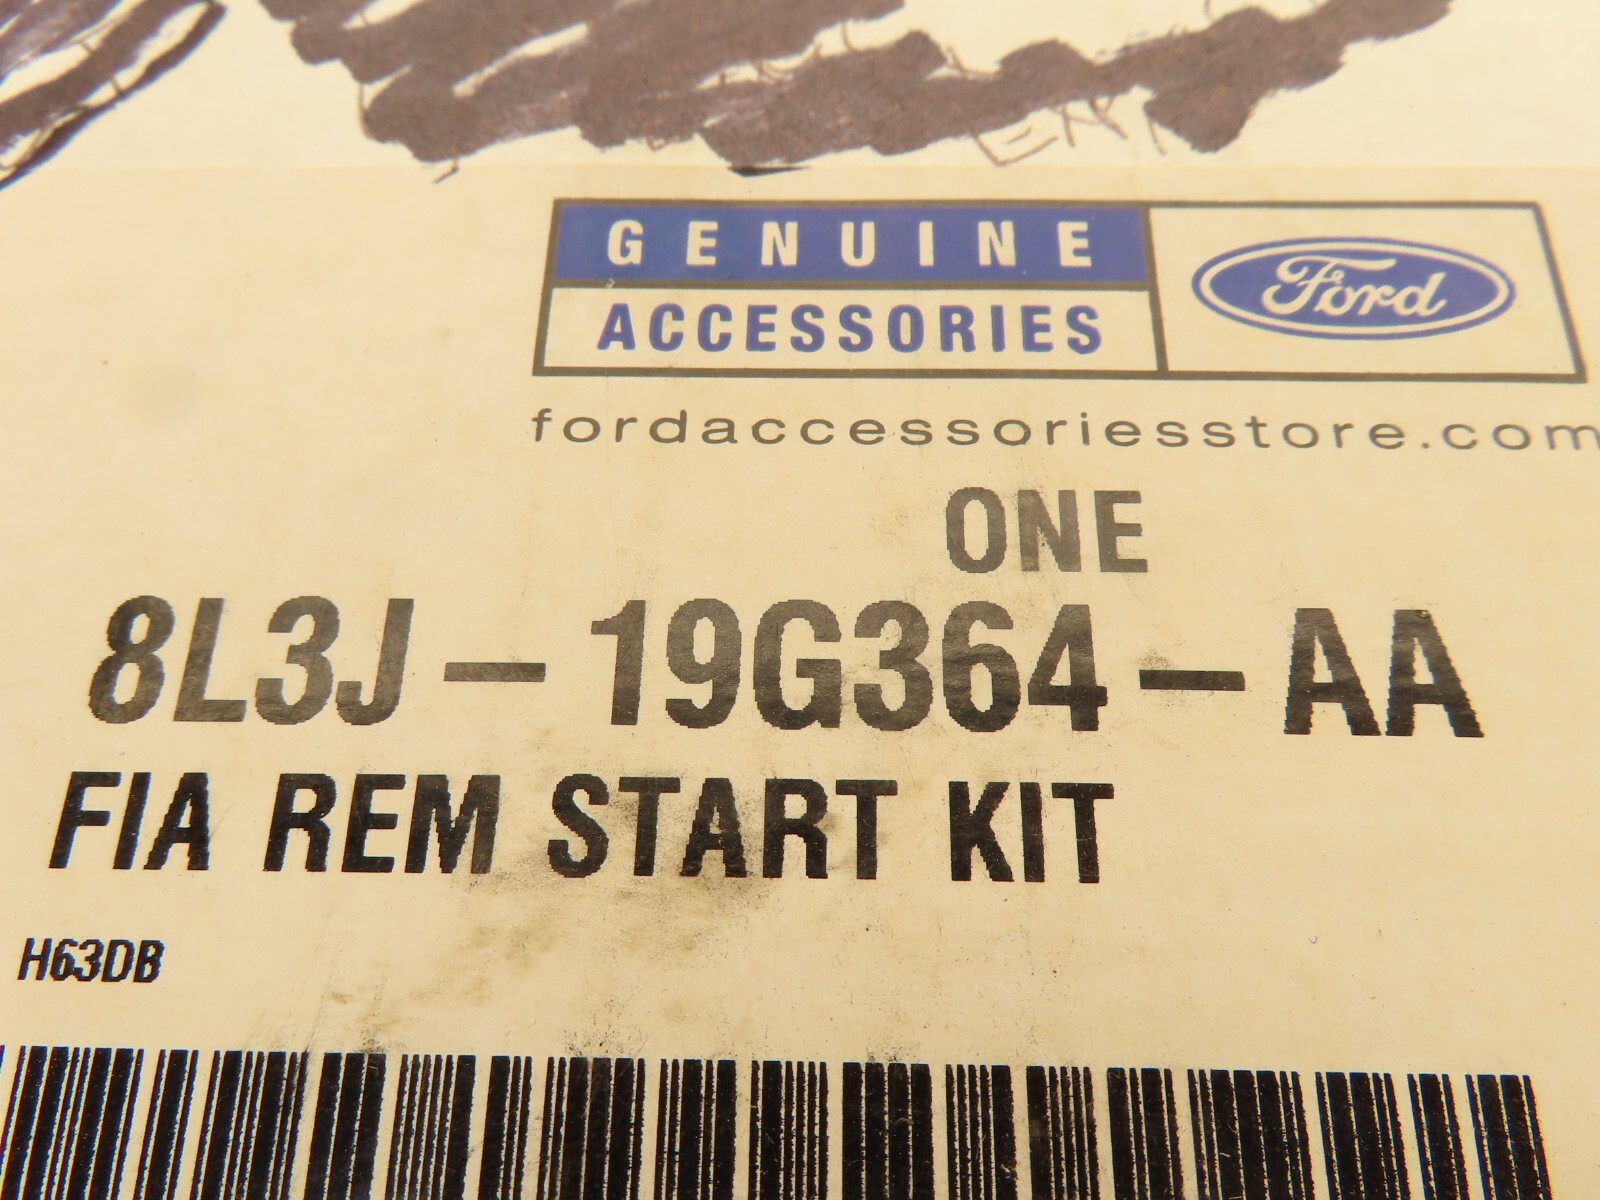 GENUINE
ACCESSORIES
Ford
fordaccessoriesstore.com
ONE
8L3J-19G364-AA
FIA REM START KIT
H63DB